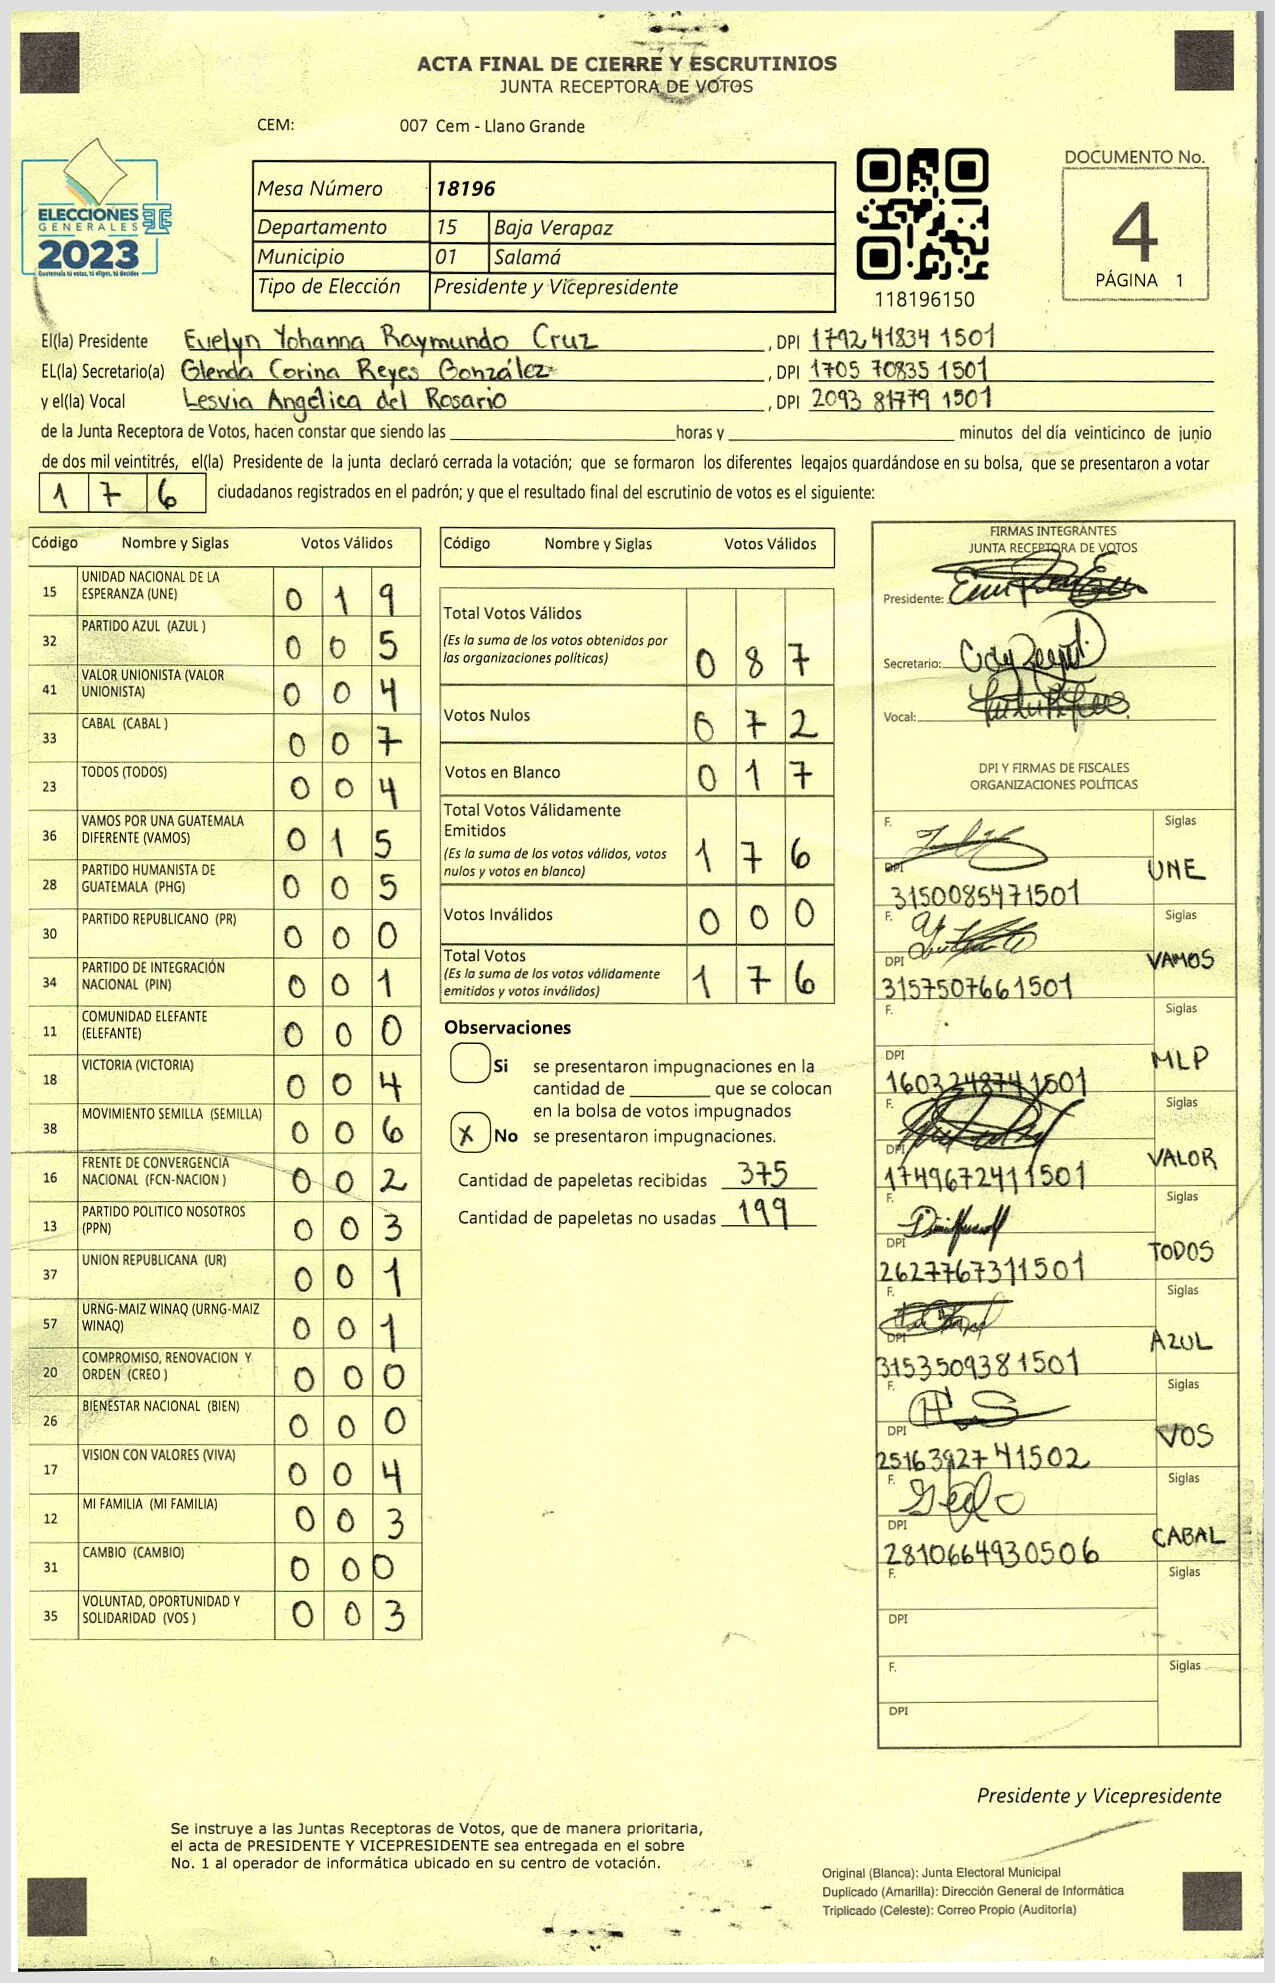 ACTA FINAL DE CIERRE Y ESCRUTINIOS
JUNTA RECEPTORA DE VOTOS
CEM: 007 Cem - Llano Grande
ELECCIONES
GENERALES
2023
Guatemala tú votas, tú eliges, tú decides
Mesa Número 18196
Departamento 15 Baja Verapaz
Municipio 01 Salamá
Tipo de Elección Presidente y Vicepresidente
118196150
DOCUMENTO No.
4
PÁGINA 1
El(la) Presidente Evelyn Yohanna Raymundo Cruz, DPI 1792 41834 1501
EL(la) Secretario(a) Glenda Corina Reyes González, DPI 1705 70835 1501
y el(la) Vocal Lesvia Angélica del Rosario, DPI 2093 81779 1501
de la Junta Receptora de Votos, hacen constar que siendo las horas y minutos del día veinticinco de junio
de dos mil veintitrés, el(la) Presidente de la junta declaró cerrada la votación; que se formaron los diferentes legajos guardándose en su bolsa, que se presentaron a votar
176 ciudadanos registrados en el padrón; y que el resultado final del escrutinio de votos es el siguiente:
Código Nombre y Siglas Votos Válidos
15 UNIDAD NACIONAL DE LA ESPERANZA (UNE) 0 1 9
32 PARTIDO AZUL (AZUL ) 0 0 5
41 VALOR UNIONISTA (VALOR UNIONISTA) 0 0 4
33 CABAL (CABAL ) 0 0 7
23 TODOS (TODOS) 0 0 4
36 VAMOS POR UNA GUATEMALA DIFERENTE (VAMOS) 0 1 5
28 PARTIDO HUMANISTA DE GUATEMALA (PHG) 0 0 5
30 PARTIDO REPUBLICANO (PR) 0 0 0
34 PARTIDO DE INTEGRACIÓN NACIONAL (PIN) 0 0 1
11 COMUNIDAD ELEFANTE (ELEFANTE) 0 0 0
18 VICTORIA (VICTORIA) 0 0 4
38 MOVIMIENTO SEMILLA (SEMILLA) 0 0 6
16 FRENTE DE CONVERGENCIA NACIONAL (FCN-NACION ) 0 0 2
13 PARTIDO POLITICO NOSOTROS (PPN) 0 0 3
37 UNION REPUBLICANA (UR) 0 0 1
57 URNG-MAIZ WINAQ (URNG-MAIZ WINAQ) 0 0 1
20 COMPROMISO, RENOVACION Y ORDEN (CREO ) 0 0 0
26 BIENESTAR NACIONAL (BIEN) 0 0 0
17 VISION CON VALORES (VIVA) 0 0 4
12 MI FAMILIA (MI FAMILIA) 0 0 3
31 CAMBIO (CAMBIO) 0 0 0
35 VOLUNTAD, OPORTUNIDAD Y SOLIDARIDAD (VOS ) 0 0 3
Código Nombre y Siglas Votos Válidos
Total Votos Válidos
(Es la suma de los votos obtenidos por
las organizaciones políticas) 0 8 7
Votos Nulos 0 7 2
Votos en Blanco 0 1 7
Total Votos Válidamente
Emitidos
(Es la suma de los votos válidos, votos
nulos y votos en blanco) 1 7 6
Votos Inválidos 0 0 0
Total Votos
(Es la suma de los votos válidamente
emitidos y votos inválidos) 1 7 6
Observaciones
Si se presentaron impugnaciones en la
cantidad de que se colocan
en la bolsa de votos impugnados
X No se presentaron impugnaciones.
Cantidad de papeletas recibidas 375
Cantidad de papeletas no usadas 199
FIRMAS INTEGRANTES
JUNTA RECEPTORA DE VOTOS
Presidente:
Secretario:
Vocal:
DPI Y FIRMAS DE FISCALES
ORGANIZACIONES POLÍTICAS
F. Siglas
DPI 3150085471501 UNE
F. Siglas
DPI 3157507661501 VAMOS
F. Siglas
DPI 1603248741501 MLP
F. Siglas
DPI 1749672411501 VALOR
F. Siglas
DPI 2627767311501 TODOS
F. Siglas
DPI 3153509381501 AZUL
F. Siglas
DPI 2516392741502 VOS
F. Siglas
DPI 2810664930506 CABAL
F. Siglas
DPI
F. Siglas
DPI
Presidente y Vicepresidente
Se instruye a las Juntas Receptoras de Votos, que de manera prioritaria,
el acta de PRESIDENTE Y VICEPRESIDENTE sea entregada en el sobre
No. 1 al operador de informática ubicado en su centro de votación.
Original (Blanca): Junta Electoral Municipal
Duplicado (Amarilla): Dirección General de Informática
Triplicado (Celeste): Correo Propio (Auditoría)